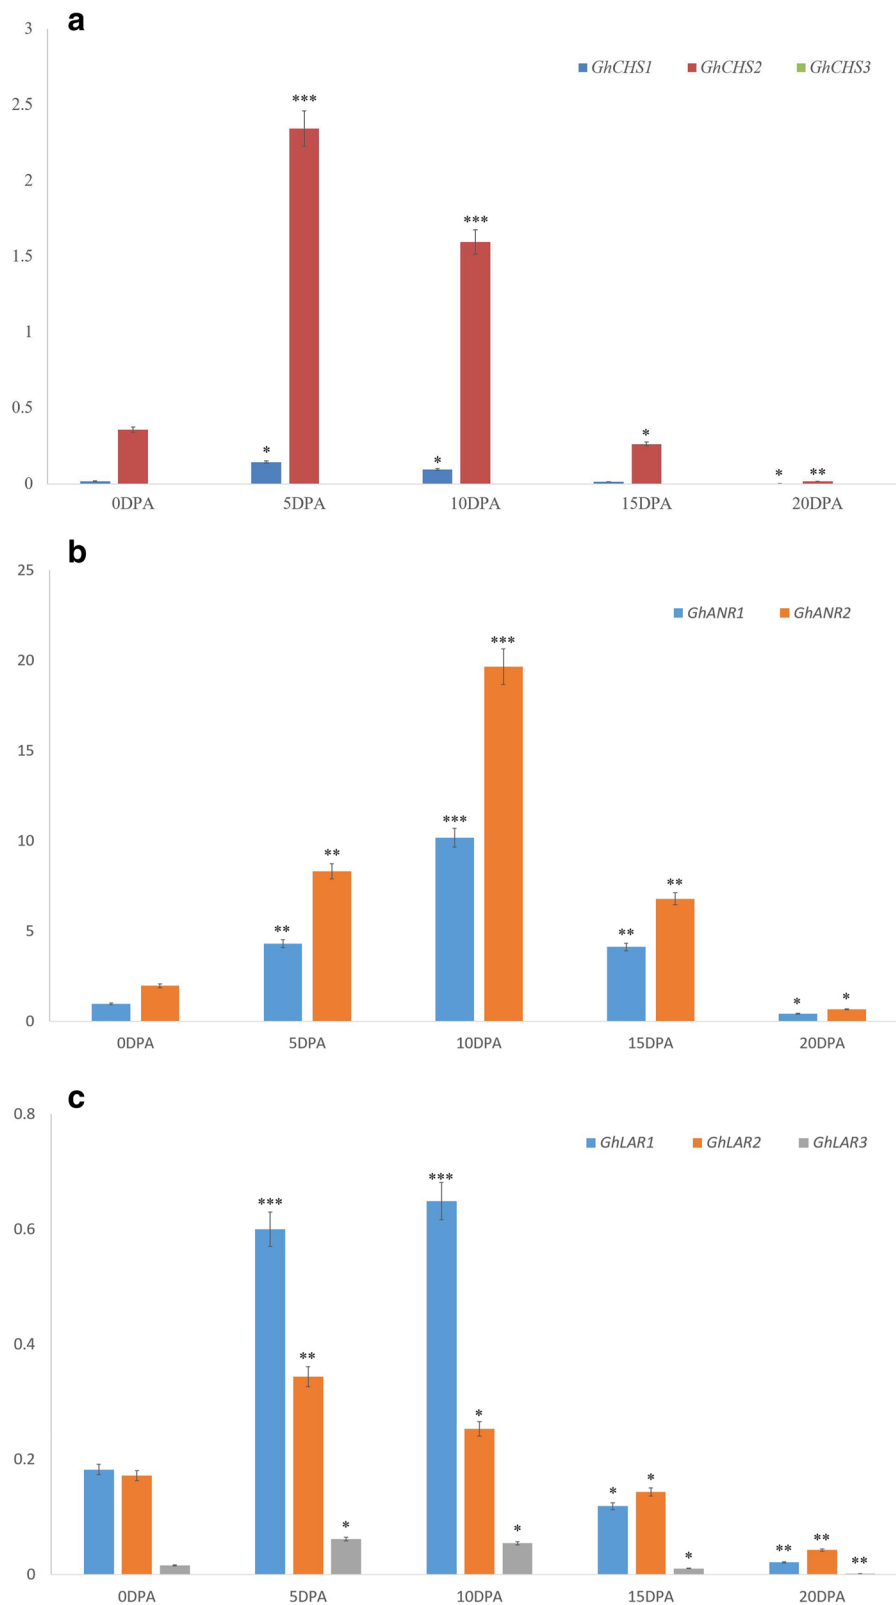 a
3
GhCHS1 GhCHS2 GhCHS3
2.5
***
2
***
1.5
1
0.5
* * * * **
0
0DPA 5DPA 10DPA 15DPA 20DPA
b
25
GhANR1 GhANR2
20
***
15
10
***
**
**
5
** **
* *
0
0DPA 5DPA 10DPA 15DPA 20DPA
c
0.8
GhLAR1 GhLAR2 GhLAR3
*** ***
0.6
0.4
**
*
0.2
* *
* * * ** ** **
0
0DPA 5DPA 10DPA 15DPA 20DPA